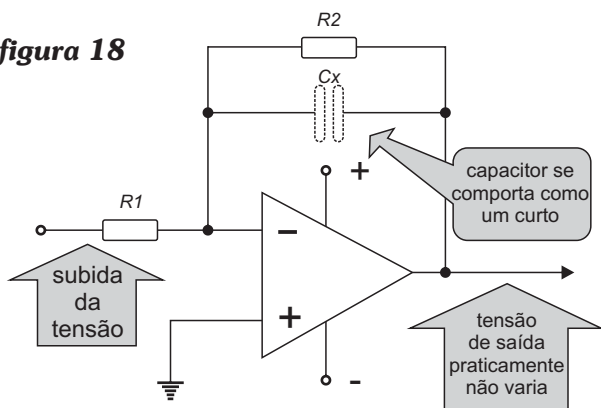 figura 18
R2
Cx
+
capacitor se
comporta como
um curto
R1
−
subida
da
tensão
+
-
tensão
de saída
praticamente
não varia